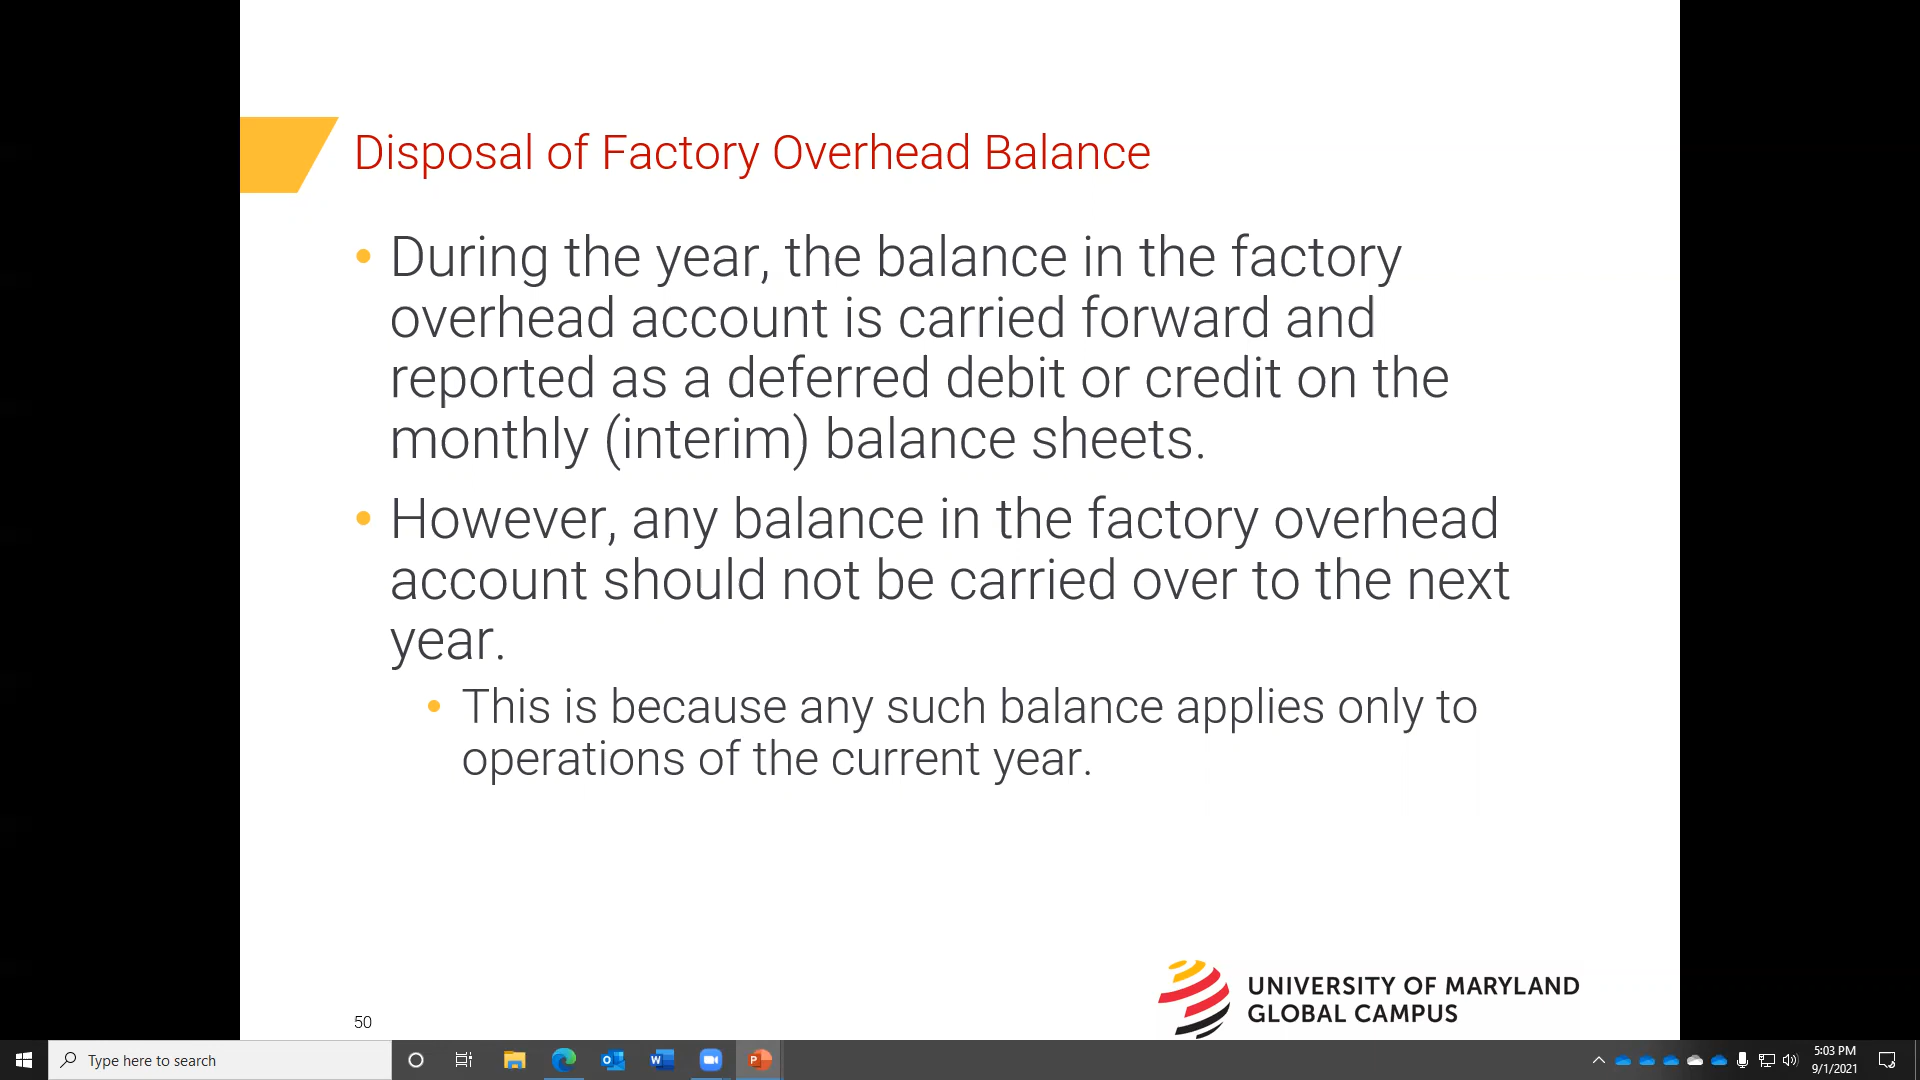 Disposal of Factory Overhead Balance
• During the year, the balance in the factory
overhead account is carried forward and
reported as a deferred debit or credit on the
monthly (interim) balance sheets.
• However, any balance in the factory overhead
account should not be carried over to the next
year.
• This is because any such balance applies only to
operations of the current year.
UNIVERSITY OF MARYLAND
GLOBAL CAMPUS
50
Type here to search
5:03 PM
9/1/2021